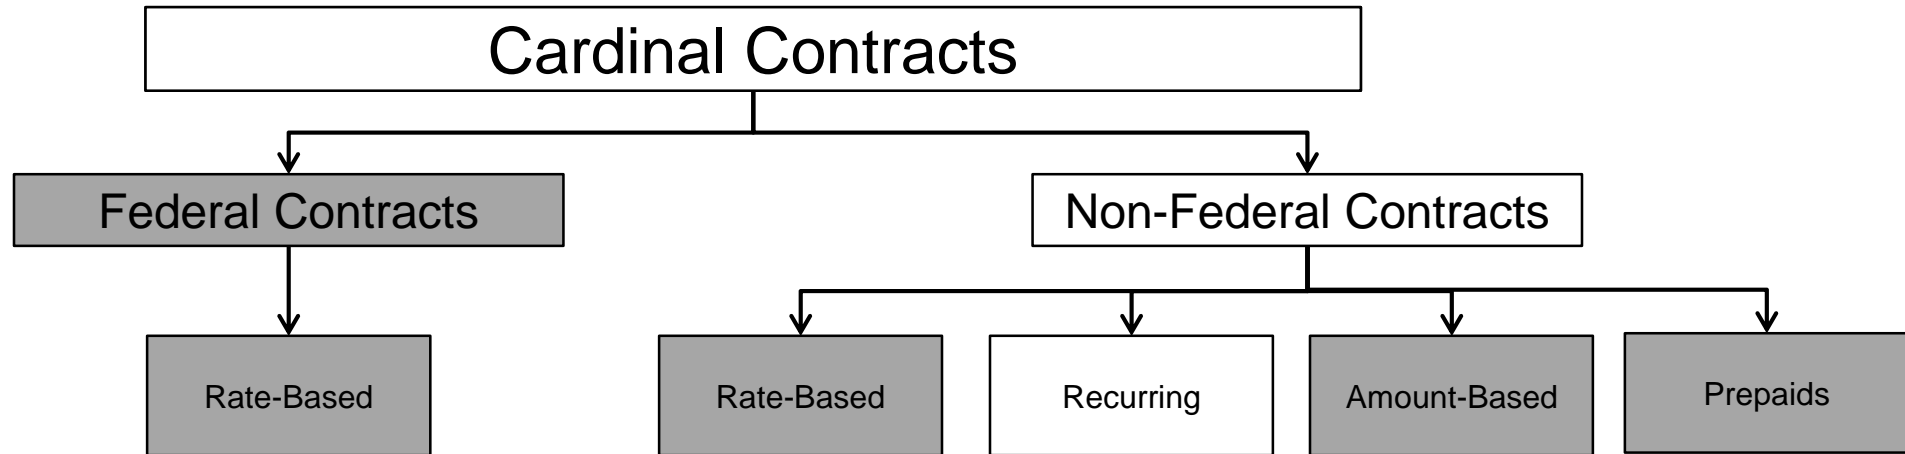 Cardinal Contracts
Federal Contracts
Non-Federal Contracts
Rate-Based
Rate-Based
Recurring
Amount-Based
Prepaids